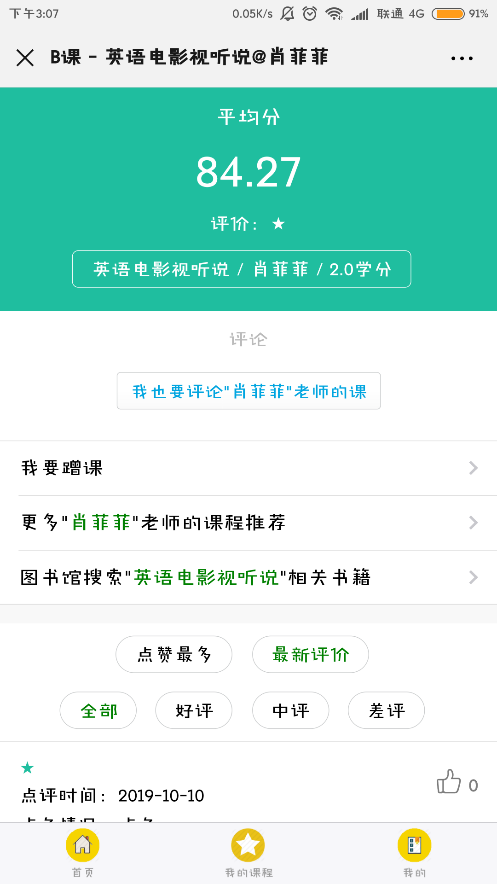 下午3:07 0.05K/s 联通 4G 91%
B课 - 英语电影视听说@肖菲菲
平均分
84.27
评价: ★
英语电影视听说 / 肖菲菲 / 2.0学分
评论
我也要评论"肖菲菲"老师的课
我要蹭课
更多"肖菲菲"老师的课程推荐
图书馆搜索"英语电影视听说"相关书籍
点赞最多 最新评价
全部 好评 中评 差评
★
点评时间: 2019-10-10
0
首页 我的课程 我的